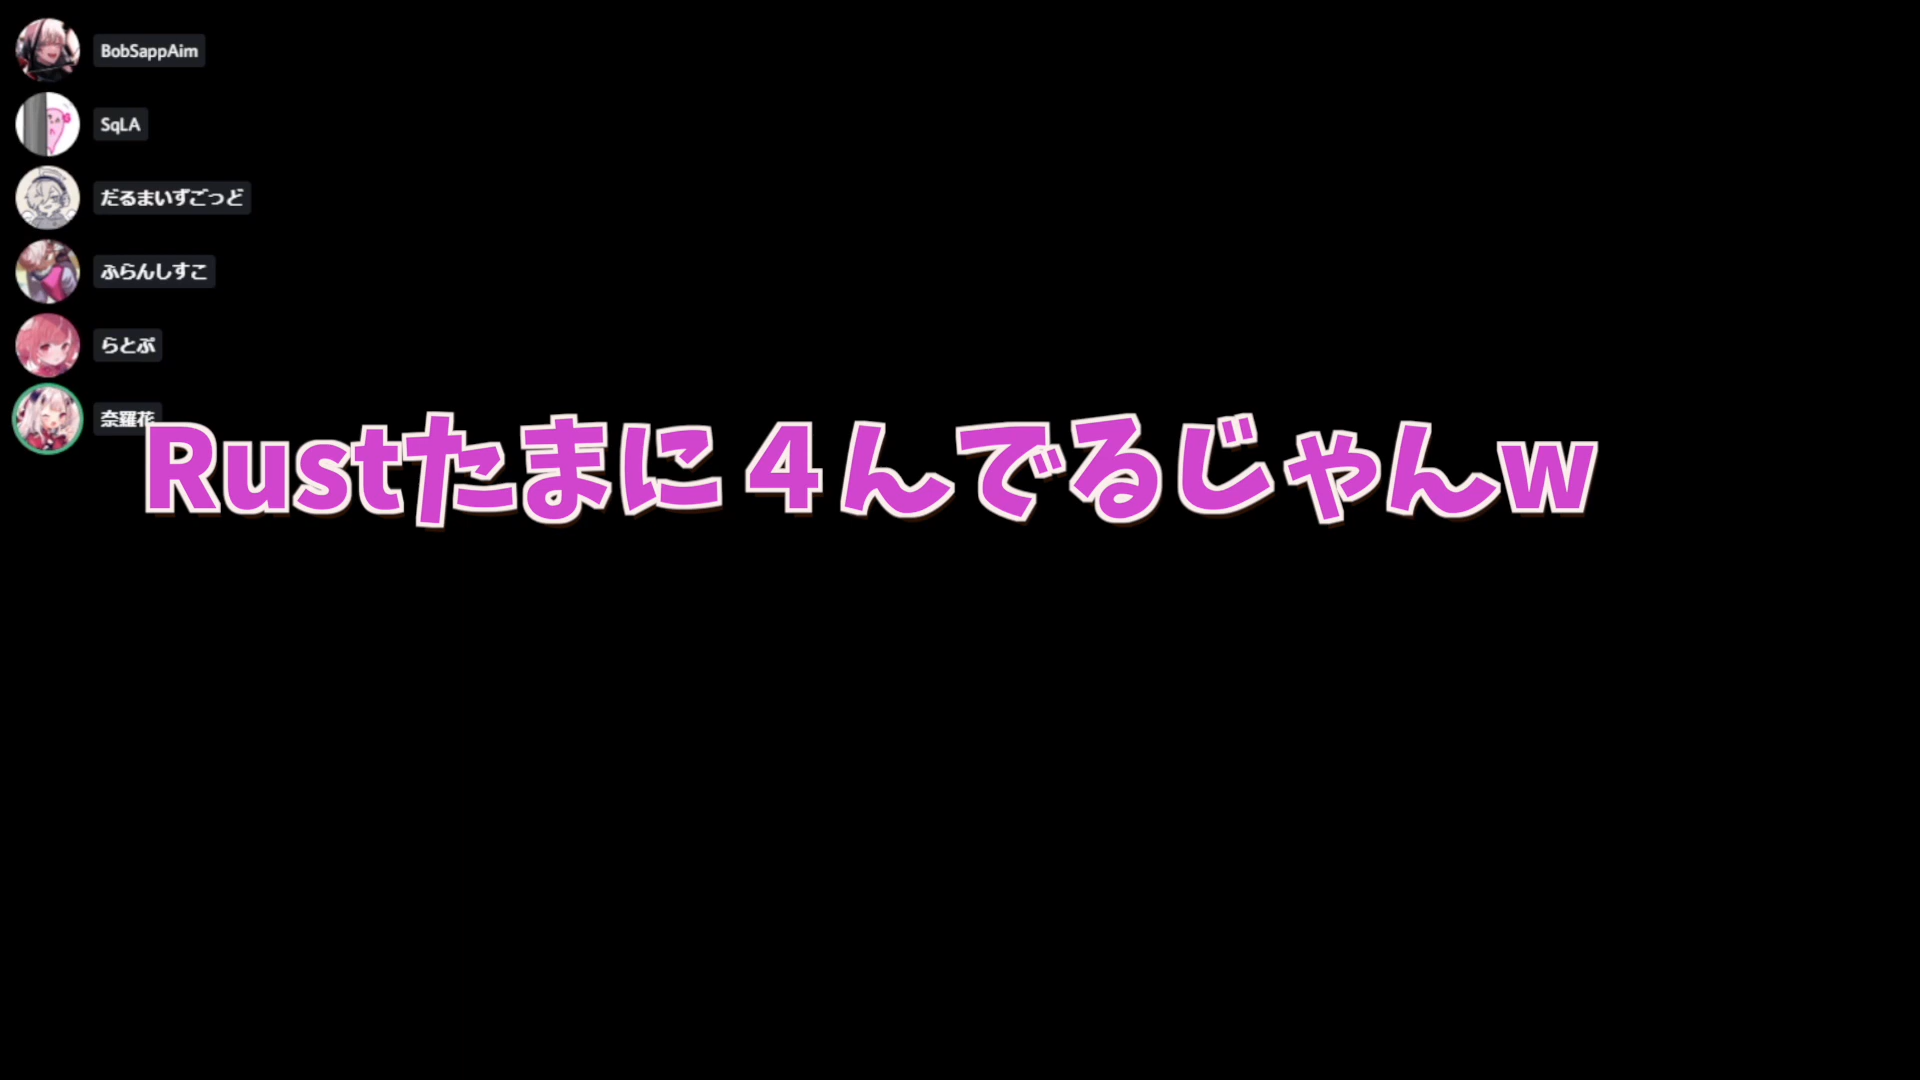 BobSappAim
SqLA
だるまいずごっど
ふらんしすこ
らとぷ
奈羅花
Rustたまに４んでるじゃんw